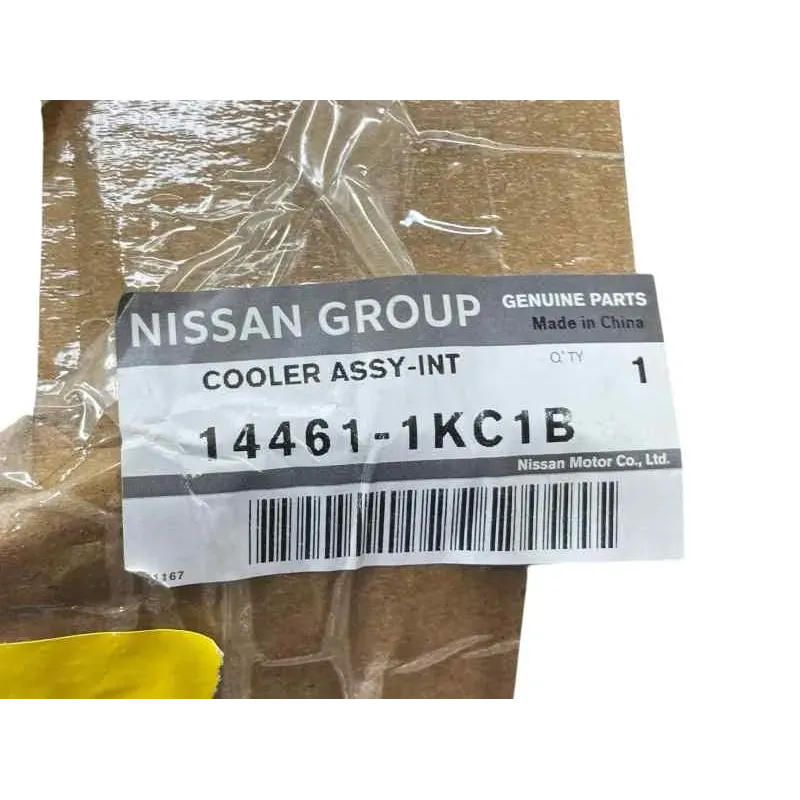 NISSAN GROUP
GENUINE PARTS
Made in China
COOLER ASSY-INT
Q'TY
1
14461-1KC1B
Nissan Motor Co., Ltd.